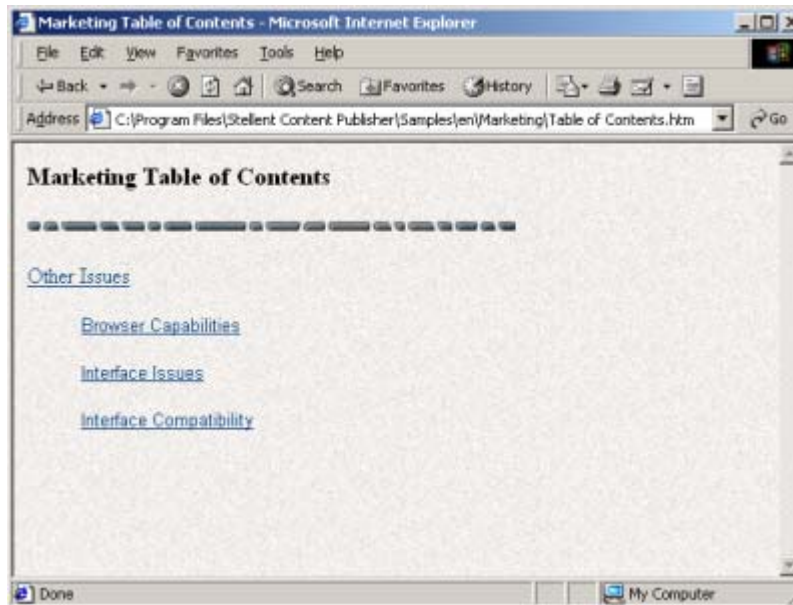 Marketing Table of Contents - Microsoft Internet Explorer
File Edit View Favorites Tools Help
Back Search Favorites History
Address C:\Program Files\Stellent Content Publisher\Samples\en\Marketing\Table of Contents.htm Go
Marketing Table of Contents
Other Issues
Browser Capabilities
Interface Issues
Interface Compatibility
Done My Computer